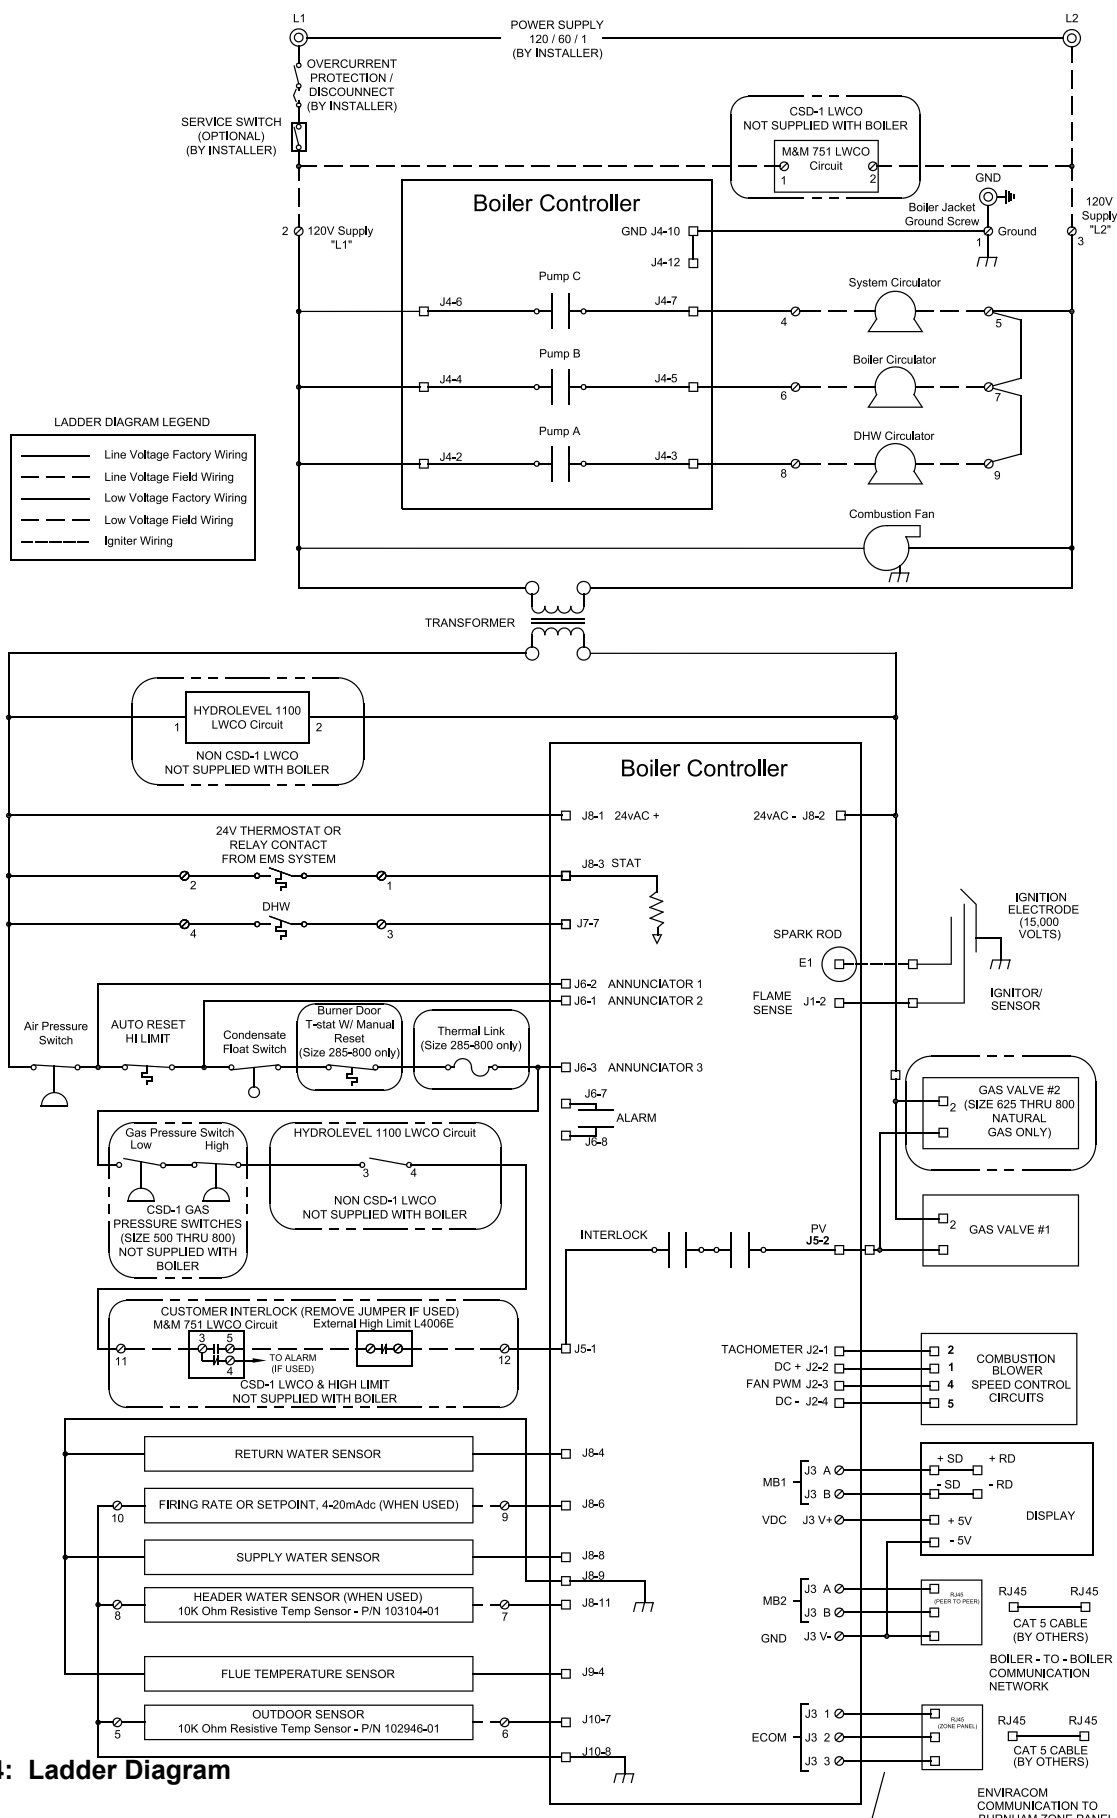 L1
L2
POWER SUPPLY
120 / 60 / 1
(BY INSTALLER)
OVERCURRENT
PROTECTION /
DISCOUNNECT
(BY INSTALLER)
SERVICE SWITCH
(OPTIONAL)
(BY INSTALLER)
CSD-1 LWCO
NOT SUPPLIED WITH BOILER
M&M 751 LWCO
Circuit
1
2
GND
Boiler Jacket
Ground Screw
1
Ground
120V
Supply
"L2"
3
2
120V Supply
"L1"
Boiler Controller
GND J4-10
J4-12
Pump C
J4-6
J4-7
4
System Circulator
5
Pump B
J4-4
J4-5
6
Boiler Circulator
7
Pump A
J4-2
J4-3
8
DHW Circulator
9
Combustion Fan
LADDER DIAGRAM LEGEND
Line Voltage Factory Wiring
Line Voltage Field Wiring
Low Voltage Factory Wiring
Low Voltage Field Wiring
Igniter Wiring
TRANSFORMER
HYDROLEVEL 1100
LWCO Circuit
1
2
NON CSD-1 LWCO
NOT SUPPLIED WITH BOILER
Boiler Controller
J8-1 24vAC +
24vAC - J8-2
24V THERMOSTAT OR
RELAY CONTACT
FROM EMS SYSTEM
2
1
J8-3 STAT
DHW
4
3
J7-7
SPARK ROD
E1
FLAME
SENSE
J1-2
IGNITION
ELECTRODE
(15,000
VOLTS)
IGNITOR/
SENSOR
J6-2 ANNUNCIATOR 1
J6-1 ANNUNCIATOR 2
Air Pressure
Switch
AUTO RESET
HI LIMIT
Condensate
Float Switch
Burner Door
T-stat W/ Manual
Reset
(Size 285-800 only)
Thermal Link
(Size 285-800 only)
J6-3 ANNUNCIATOR 3
J6-7
ALARM
J6-8
GAS VALVE #2
(SIZE 625 THRU 800
NATURAL
GAS ONLY)
2
Gas Pressure Switch
Low
High
CSD-1 GAS
PRESSURE SWITCHES
(SIZE 500 THRU 800)
NOT SUPPLIED WITH
BOILER
HYDROLEVEL 1100 LWCO Circuit
3
4
NON CSD-1 LWCO
NOT SUPPLIED WITH BOILER
INTERLOCK
PV
J5-2
2
GAS VALVE #1
CUSTOMER INTERLOCK (REMOVE JUMPER IF USED)
M&M 751 LWCO Circuit
External High Limit L4006E
3
5
4
11
12
TO ALARM
(IF USED)
CSD-1 LWCO & HIGH LIMIT
NOT SUPPLIED WITH BOILER
J5-1
TACHOMETER J2-1
DC + J2-2
FAN PWM J2-3
DC - J2-4
2
1
4
5
COMBUSTION
BLOWER
SPEED CONTROL
CIRCUITS
RETURN WATER SENSOR
J8-4
10
FIRING RATE OR SETPOINT, 4-20mAdc (WHEN USED)
9
J8-6
SUPPLY WATER SENSOR
J8-8
J8-9
8
HEADER WATER SENSOR (WHEN USED)
10K Ohm Resistive Temp Sensor - P/N 103104-01
7
J8-11
FLUE TEMPERATURE SENSOR
J9-4
5
OUTDOOR SENSOR
10K Ohm Resistive Temp Sensor - P/N 102946-01
6
J10-7
J10-8
MB1
J3 A
J3 B
VDC
J3 V+
+ SD
+ RD
- SD
- RD
+ 5V
- 5V
DISPLAY
MB2
J3 A
J3 B
GND
J3 V-
RJ45
(PEER TO PEER)
RJ45
RJ45
CAT 5 CABLE
(BY OTHERS)
BOILER - TO - BOILER
COMMUNICATION
NETWORK
ECOM
J3 1
J3 2
J3 3
RJ45
(ZONE PANEL)
RJ45
RJ45
CAT 5 CABLE
(BY OTHERS)
ENVIRACOM
COMMUNICATION TO
BURNHAM ZONE PANEL
4: Ladder Diagram